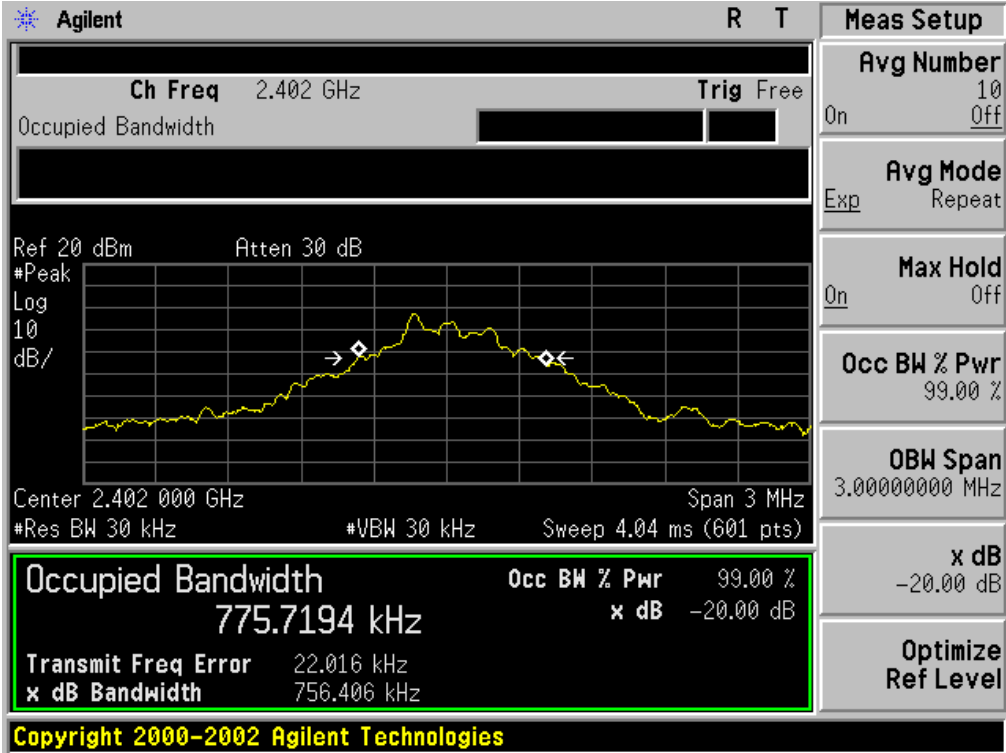 Agilent R T
Ch Freq 2.402 GHz Trig Free
Occupied Bandwidth
Ref 20 dBm Atten 30 dB
#Peak
Log
10
dB/
Center 2.402 000 GHz Span 3 MHz
#Res BW 30 kHz #VBW 30 kHz Sweep 4.04 ms (601 pts)
Occupied Bandwidth Occ BW % Pwr 99.00 %
775.7194 kHz x dB -20.00 dB
Transmit Freq Error 22.016 kHz
x dB Bandwidth 756.406 kHz
Copyright 2000-2002 Agilent Technologies
Meas Setup
Avg Number
10
On Off
Avg Mode
Exp Repeat
Max Hold
On Off
Occ BW % Pwr
99.00 %
OBW Span
3.00000000 MHz
x dB
-20.00 dB
Optimize
Ref Level